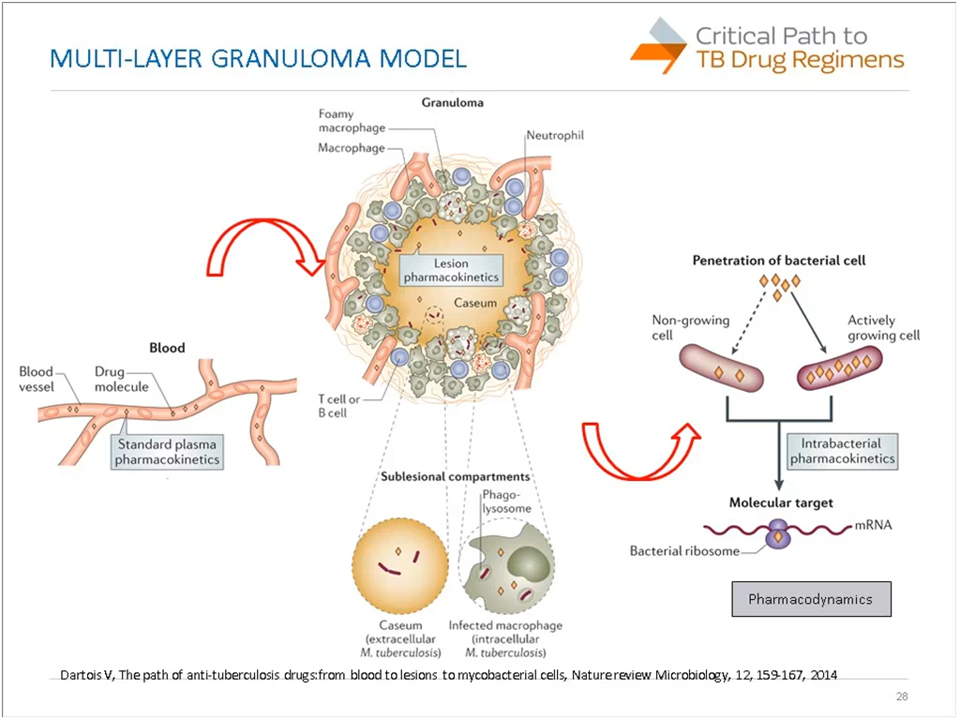 MULTI-LAYER GRANULOMA MODEL
Critical Path to
TB Drug Regimens
Granuloma
Foamy
macrophage
Macrophage
Neutrophil
Lesion
pharmacokinetics
Caseum
T cell or
B cell
Blood
Blood
vessel
Drug
molecule
Standard plasma
pharmacokinetics
Sublesional compartments
Phago-
lysosome
Caseum
(extracellular
M. tuberculosis)
Infected macrophage
(intracellular
M. tuberculosis)
Penetration of bacterial cell
Non-growing
cell
Actively
growing cell
Intrabacterial
pharmacokinetics
Molecular target
mRNA
Bacterial ribosome
Pharmacodynamics
Dartois V, The path of anti-tuberculosis drugs:from blood to lesions to mycobacterial cells, Nature review Microbiology, 12, 159-167, 2014
28